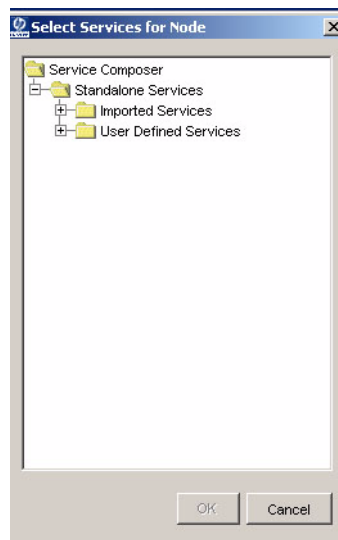 Select Services for Node
Service Composer
Standalone Services
Imported Services
User Defined Services
OK
Cancel